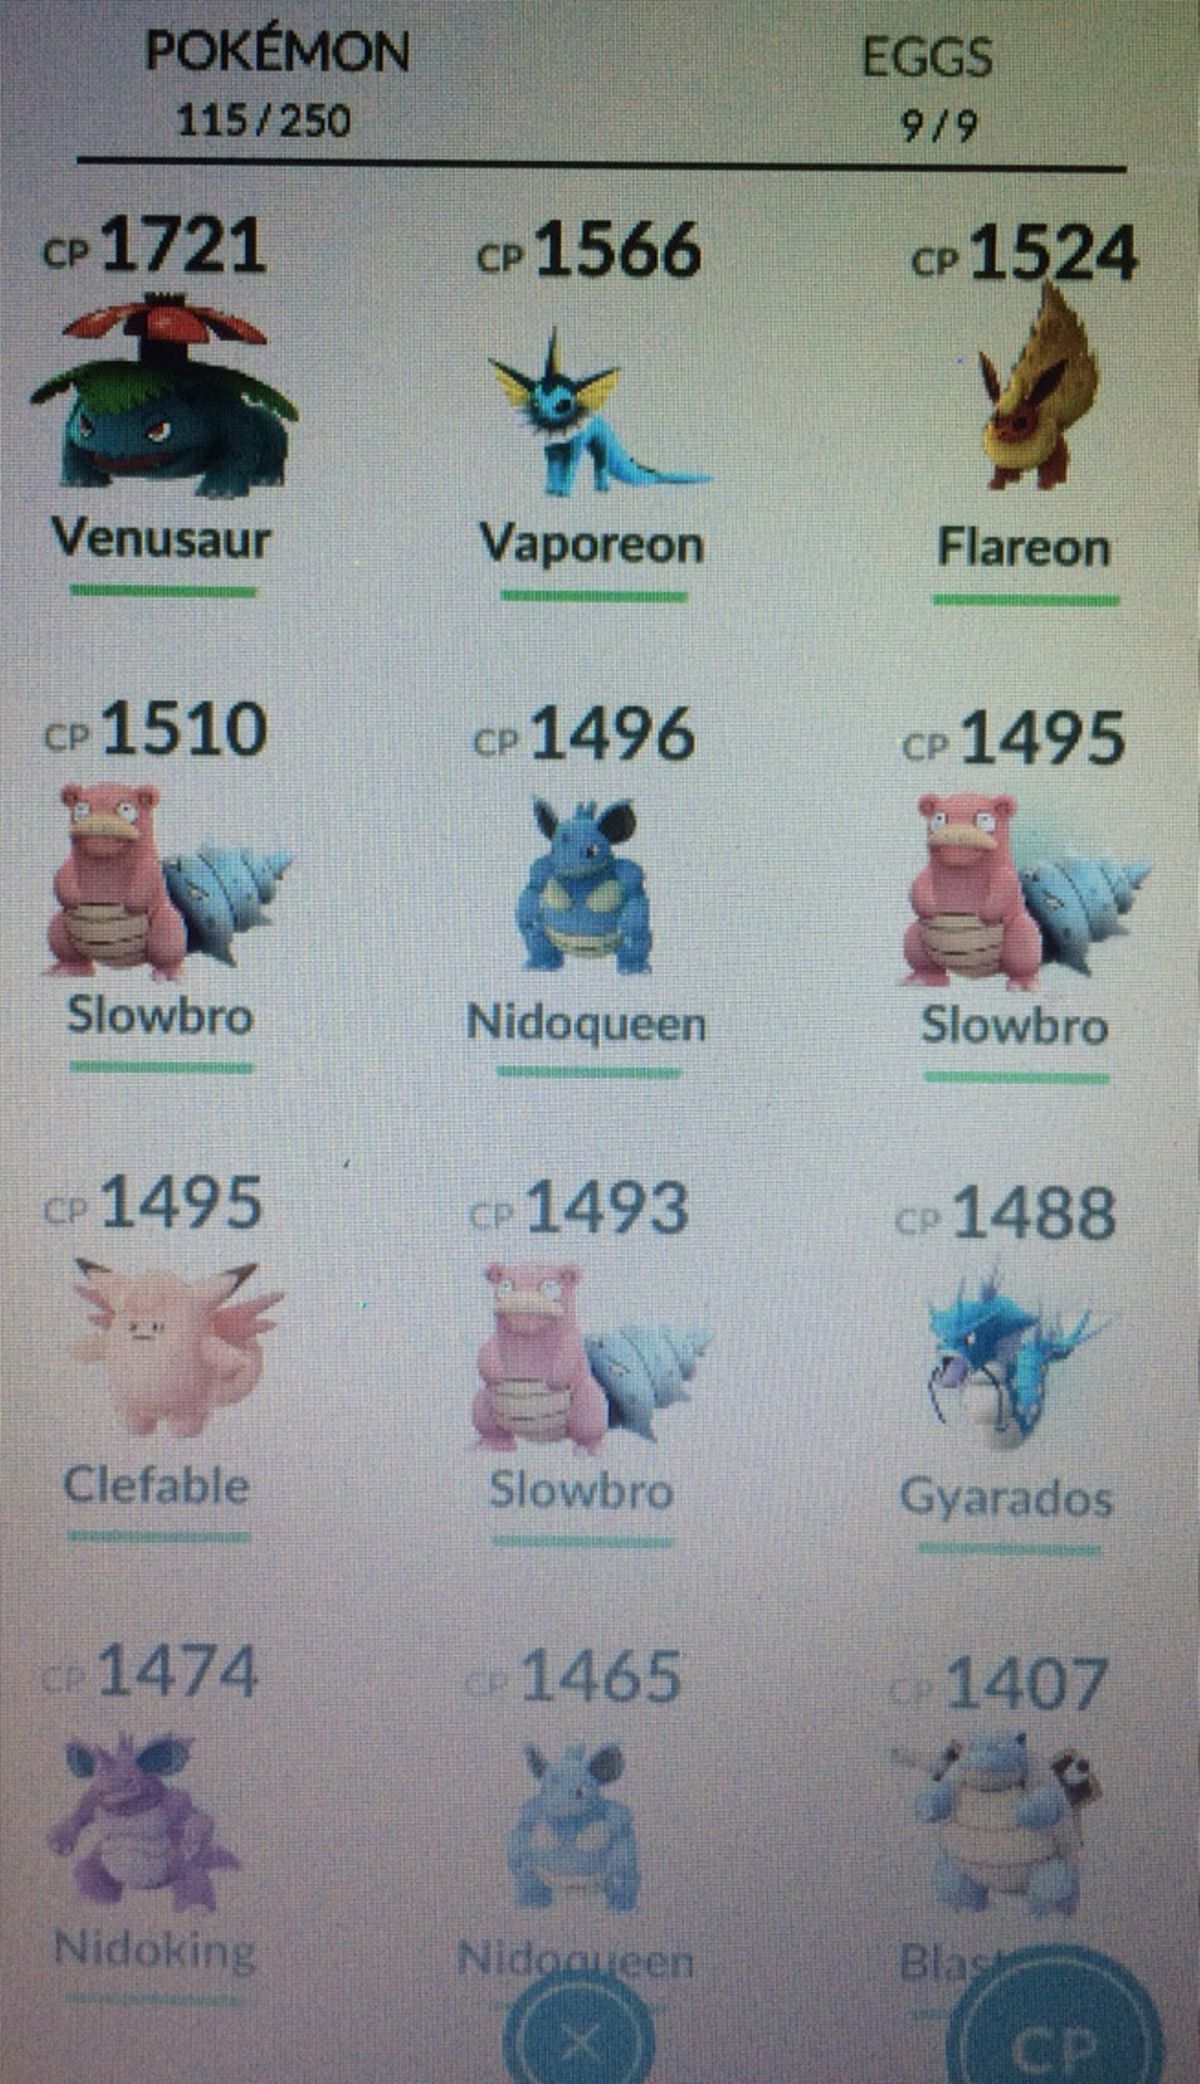 POKÉMON EGGS
115/250 9/9
CP 1721 CP 1566 CP 1524
Venusaur Vaporeon Flareon
CP 1510 CP 1496 CP 1495
Slowbro Nidoqueen Slowbro
CP 1495 CP 1493 CP 1488
Clefable Slowbro Gyarados
CP 1474 CP 1465 CP 1407
Nidoking Nidoqueen Blast
CP